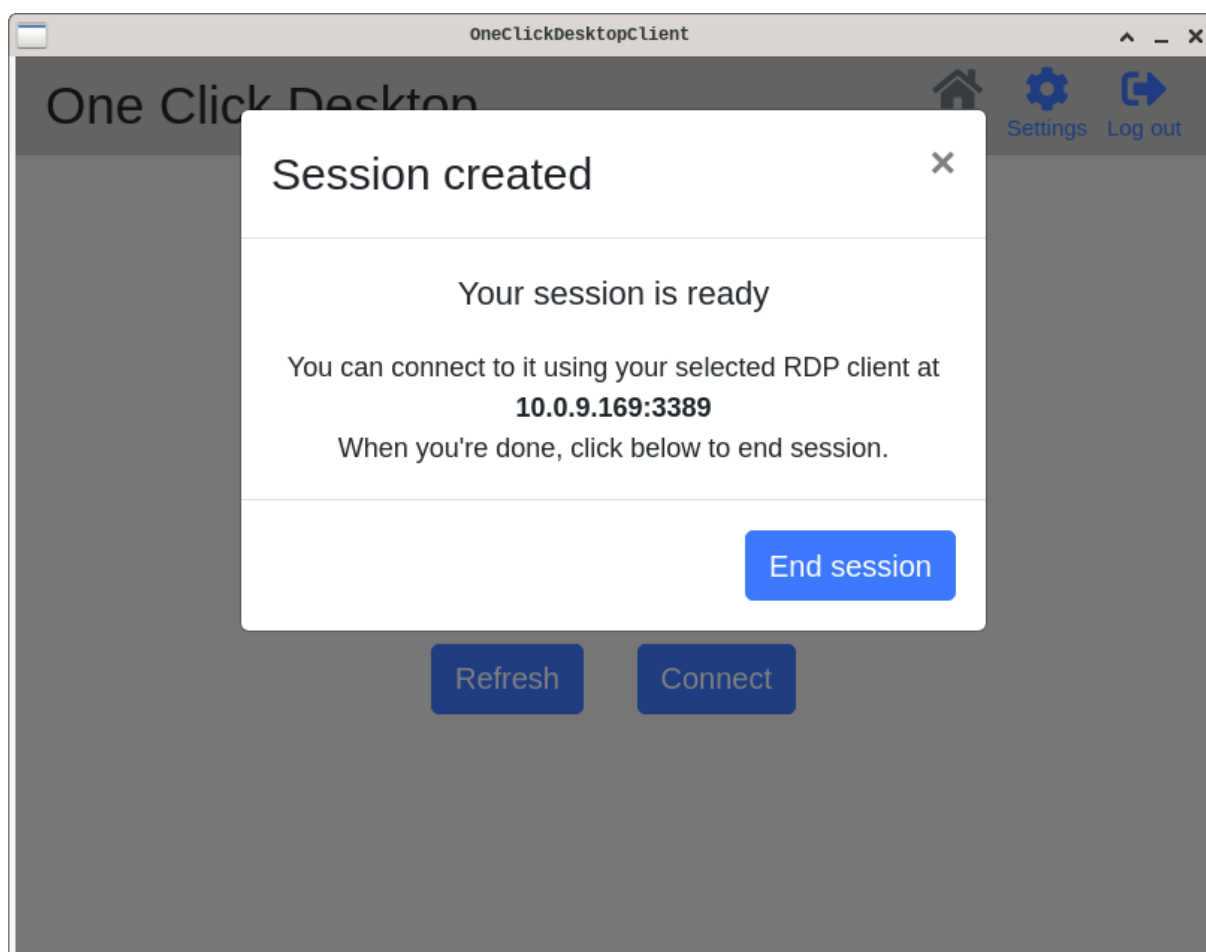 OneClickDesktopClient
One Click Desktop
Settings
Log out
Session created
Your session is ready
You can connect to it using your selected RDP client at
10.0.9.169:3389
When you're done, click below to end session.
End session
Refresh
Connect